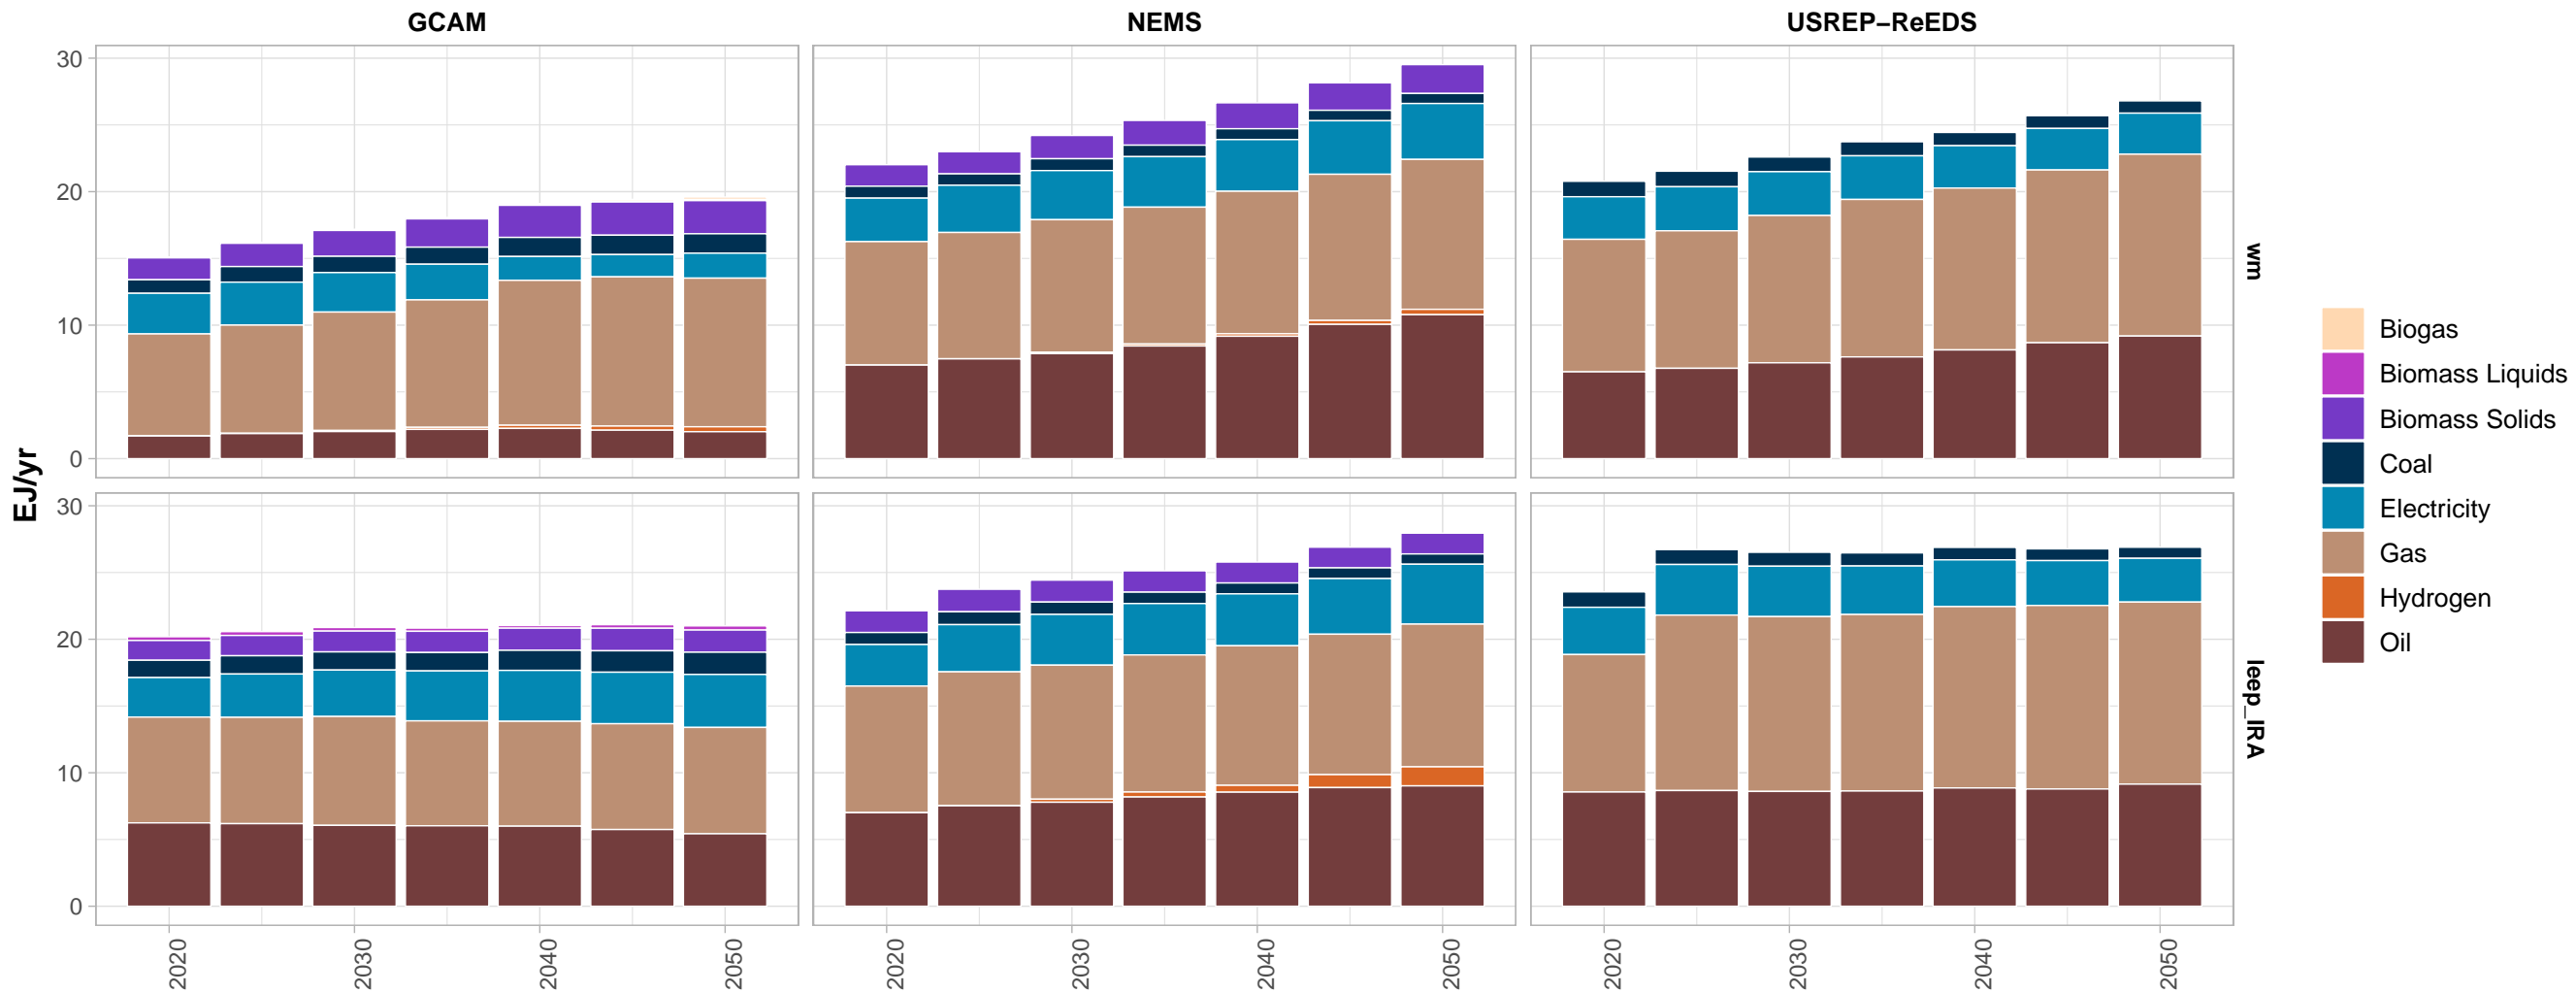 GCAM
NEMS
USREP−ReEDS
30
20
10
0
wm
EJ/yr
30
20
10
0
leep_IRA
2020
2030
2040
2050
2020
2030
2040
2050
2020
2030
2040
2050
Biogas
Biomass Liquids
Biomass Solids
Coal
Electricity
Gas
Hydrogen
Oil